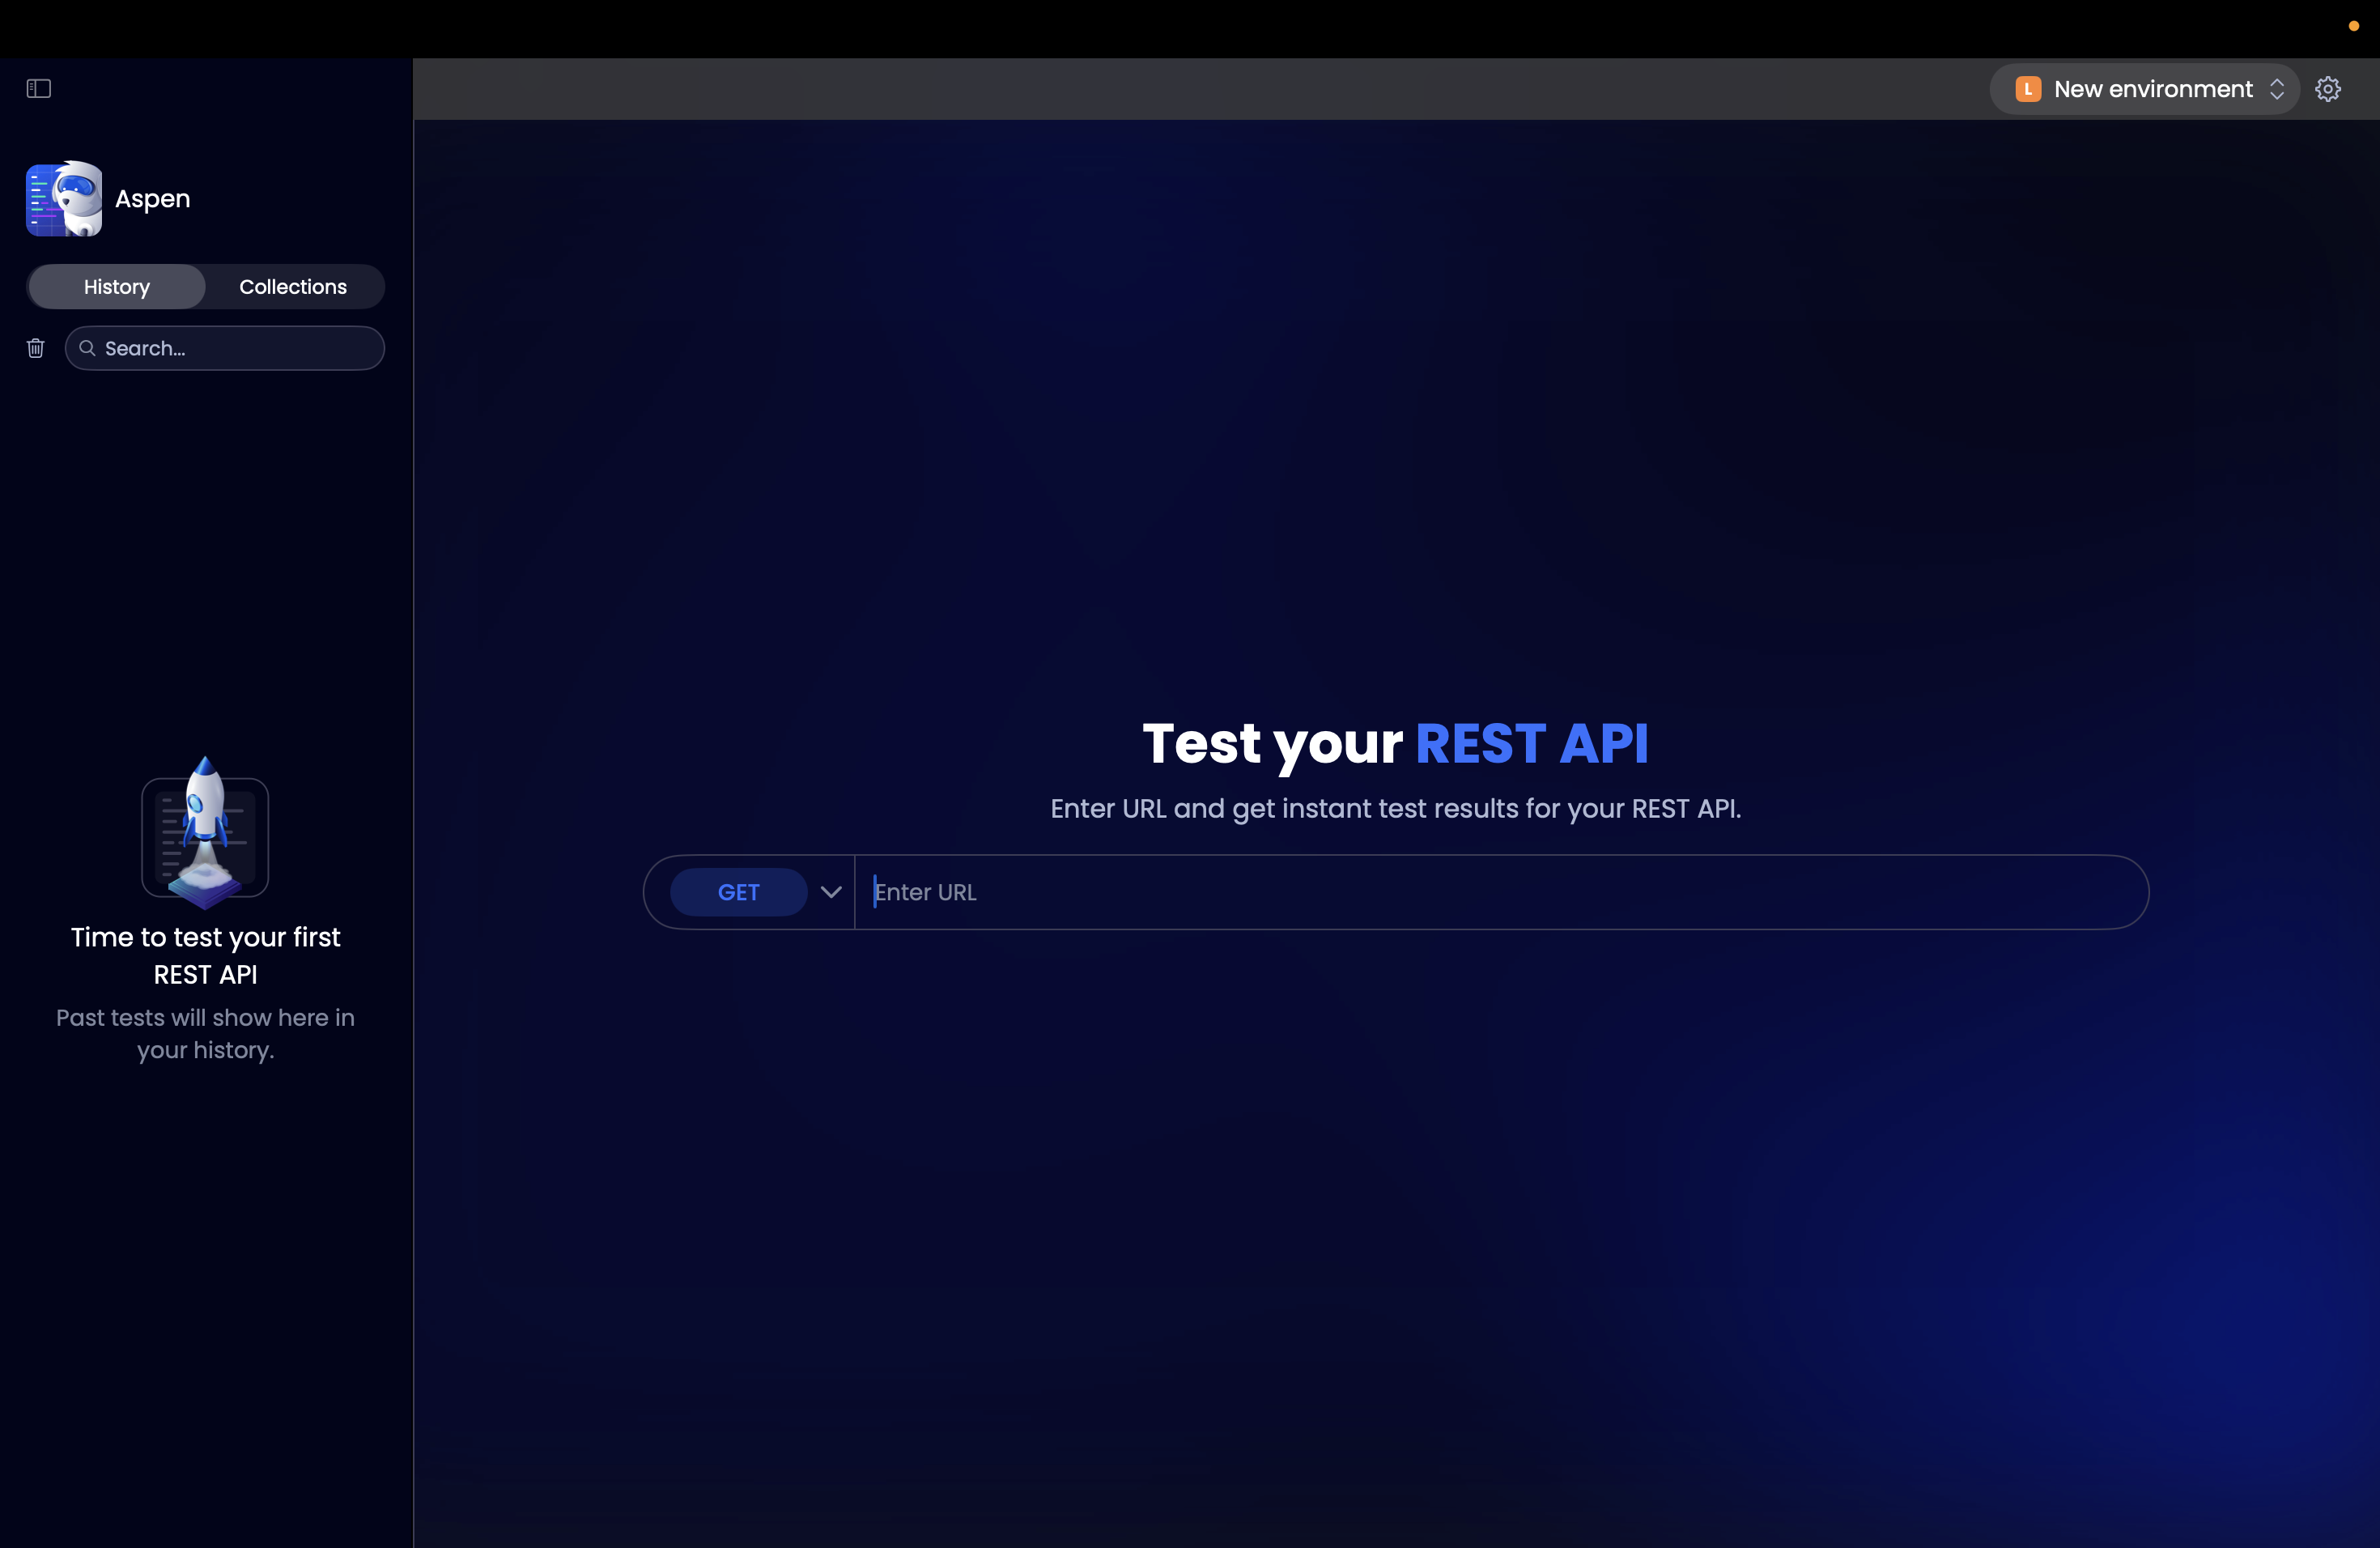 L New environment
Aspen
History Collections
Search...
Test your REST API
Enter URL and get instant test results for your REST API.
GET Enter URL
Time to test your first
REST API
Past tests will show here in
your history.